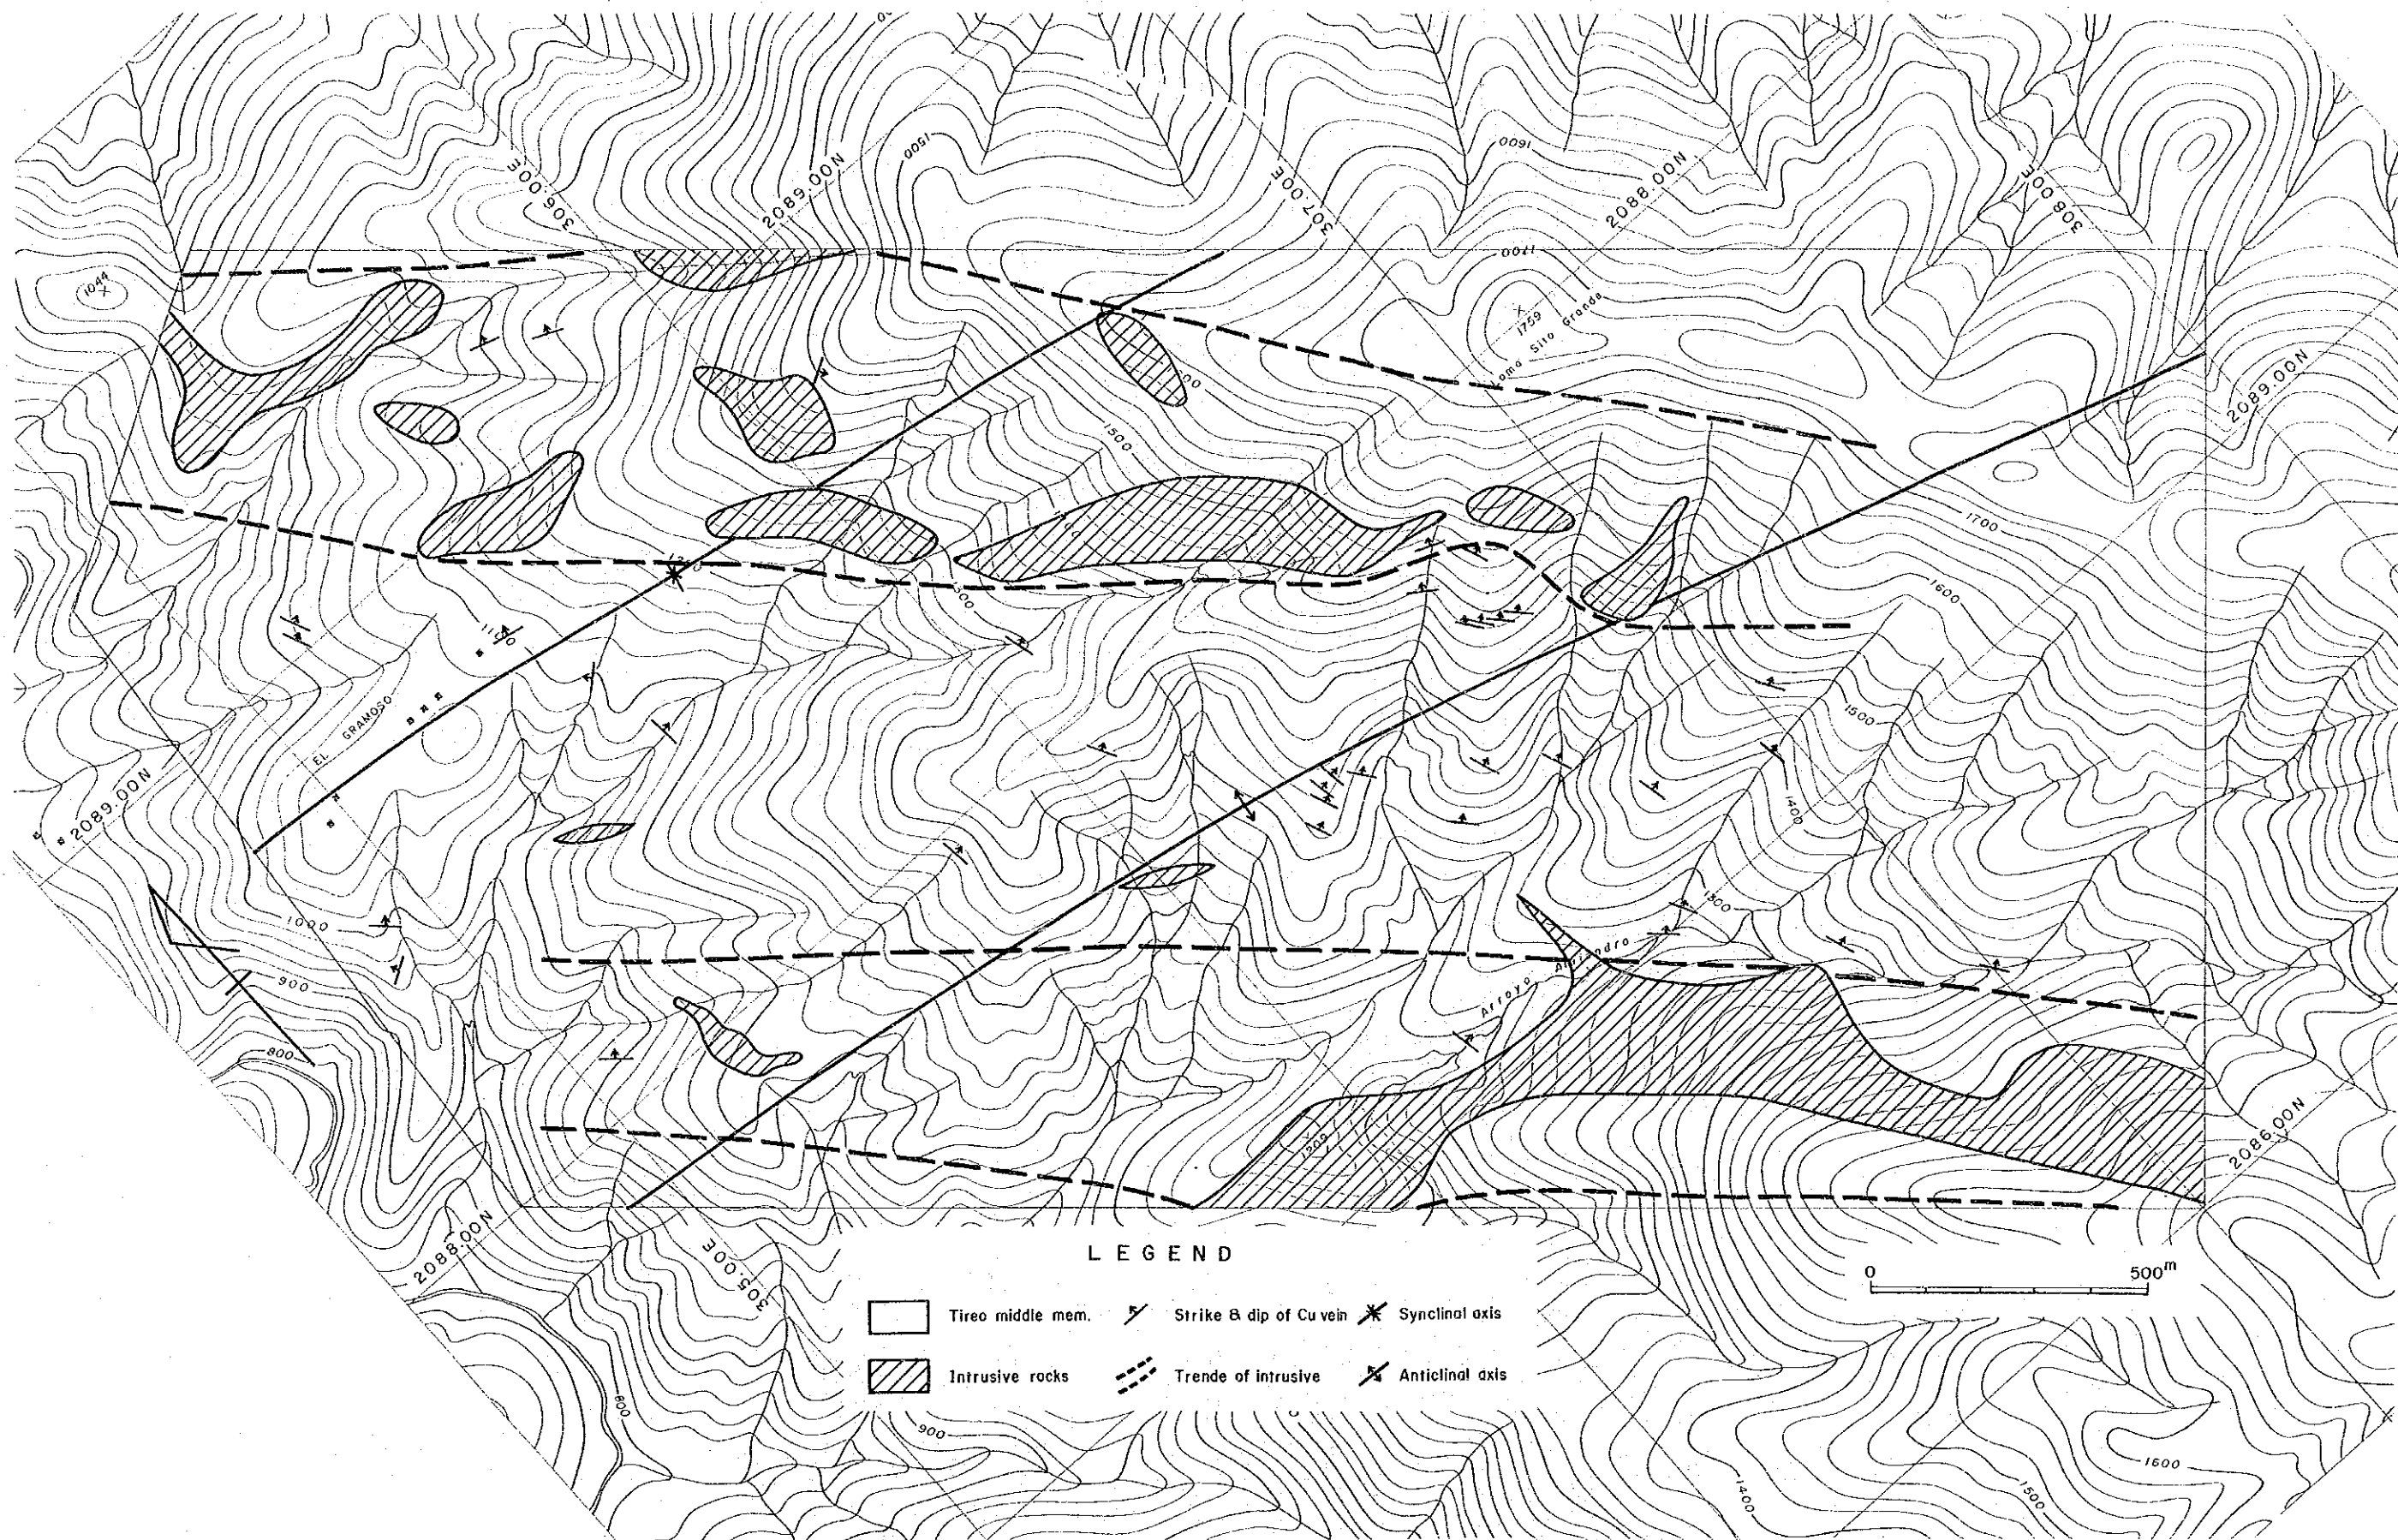 1500
1600
306.00E
2089.00N
307.00E
2088.00N
308.00E
1700
1044
1759
Loma Sito Grande
2089.00N
1500
1700
1600
1100
EL GRAMOSO
1500
2089.00N
1400
1000
1300
Arroyo
900
800
1500
2086.00N
2088.00N
305.00E
LEGEND
0 500m
Tireo middle mem.
Strike & dip of Cu vein
Synclinal axis
Intrusive rocks
Trende of intrusive
Anticlinal axis
800
900
1400
1500
1600